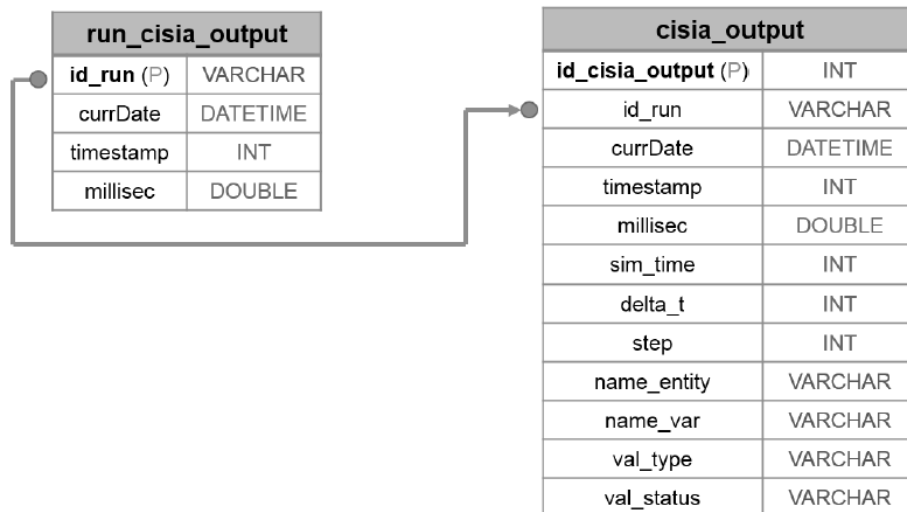 run_cisia_output
id_run (P) VARCHAR
currDate DATETIME
timestamp INT
millisec DOUBLE
cisia_output
id_cisia_output (P) INT
id_run VARCHAR
currDate DATETIME
timestamp INT
millisec DOUBLE
sim_time INT
delta_t INT
step INT
name_entity VARCHAR
name_var VARCHAR
val_type VARCHAR
val_status VARCHAR